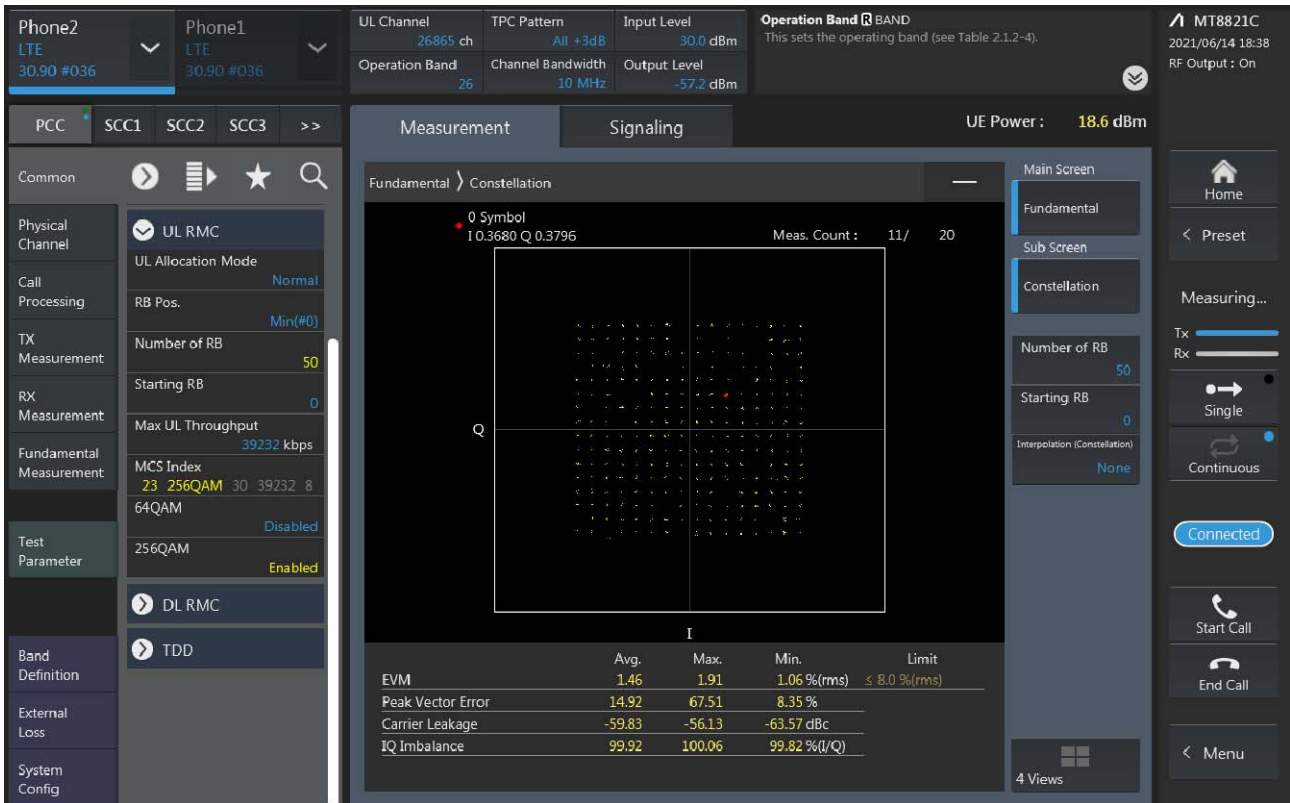 Phone2
LTE
30.90 #036
Phone1
LTE
30.90 #036
UL Channel
26865 ch
TPC Pattern
All +3dB
Input Level
30.0 dBm
Operation Band
26
Channel Bandwidth
10 MHz
Output Level
-57.2 dBm
Operation Band R BAND
This sets the operating band (see Table 2.1.2-4).
MT8821C
2021/06/14 18:38
RF Output : On
PCC SCC1 SCC2 SCC3 >>
Measurement Signaling
UE Power : 18.6 dBm
Common
Physical
Channel
Call
Processing
TX
Measurement
RX
Measurement
Fundamental
Measurement
Test
Parameter
Band
Definition
External
Loss
System
Config
UL RMC
UL Allocation Mode
Normal
RB Pos.
Min(#0)
Number of RB
50
Starting RB
0
Max UL Throughput
39232 kbps
MCS Index
23 256QAM 30 39232 8
64QAM
Disabled
256QAM
Enabled
DL RMC
TDD
Fundamental 〉 Constellation
0 Symbol
I 0.3680 Q 0.3796
Meas. Count : 11/ 20
Q
I
Avg. Max. Min. Limit
EVM 1.46 1.91 1.06 %(rms) ≤ 8.0 %(rms)
Peak Vector Error 14.92 67.51 8.35 %
Carrier Leakage -59.83 -56.13 -63.57 dBc
IQ Imbalance 99.92 100.06 99.82 %(I/Q)
Main Screen
Fundamental
Sub Screen
Constellation
Number of RB
50
Starting RB
0
Interpolation (Constellation)
None
4 Views
Home
< Preset
Measuring...
Tx
Rx
Single
Continuous
Connected
Start Call
End Call
< Menu